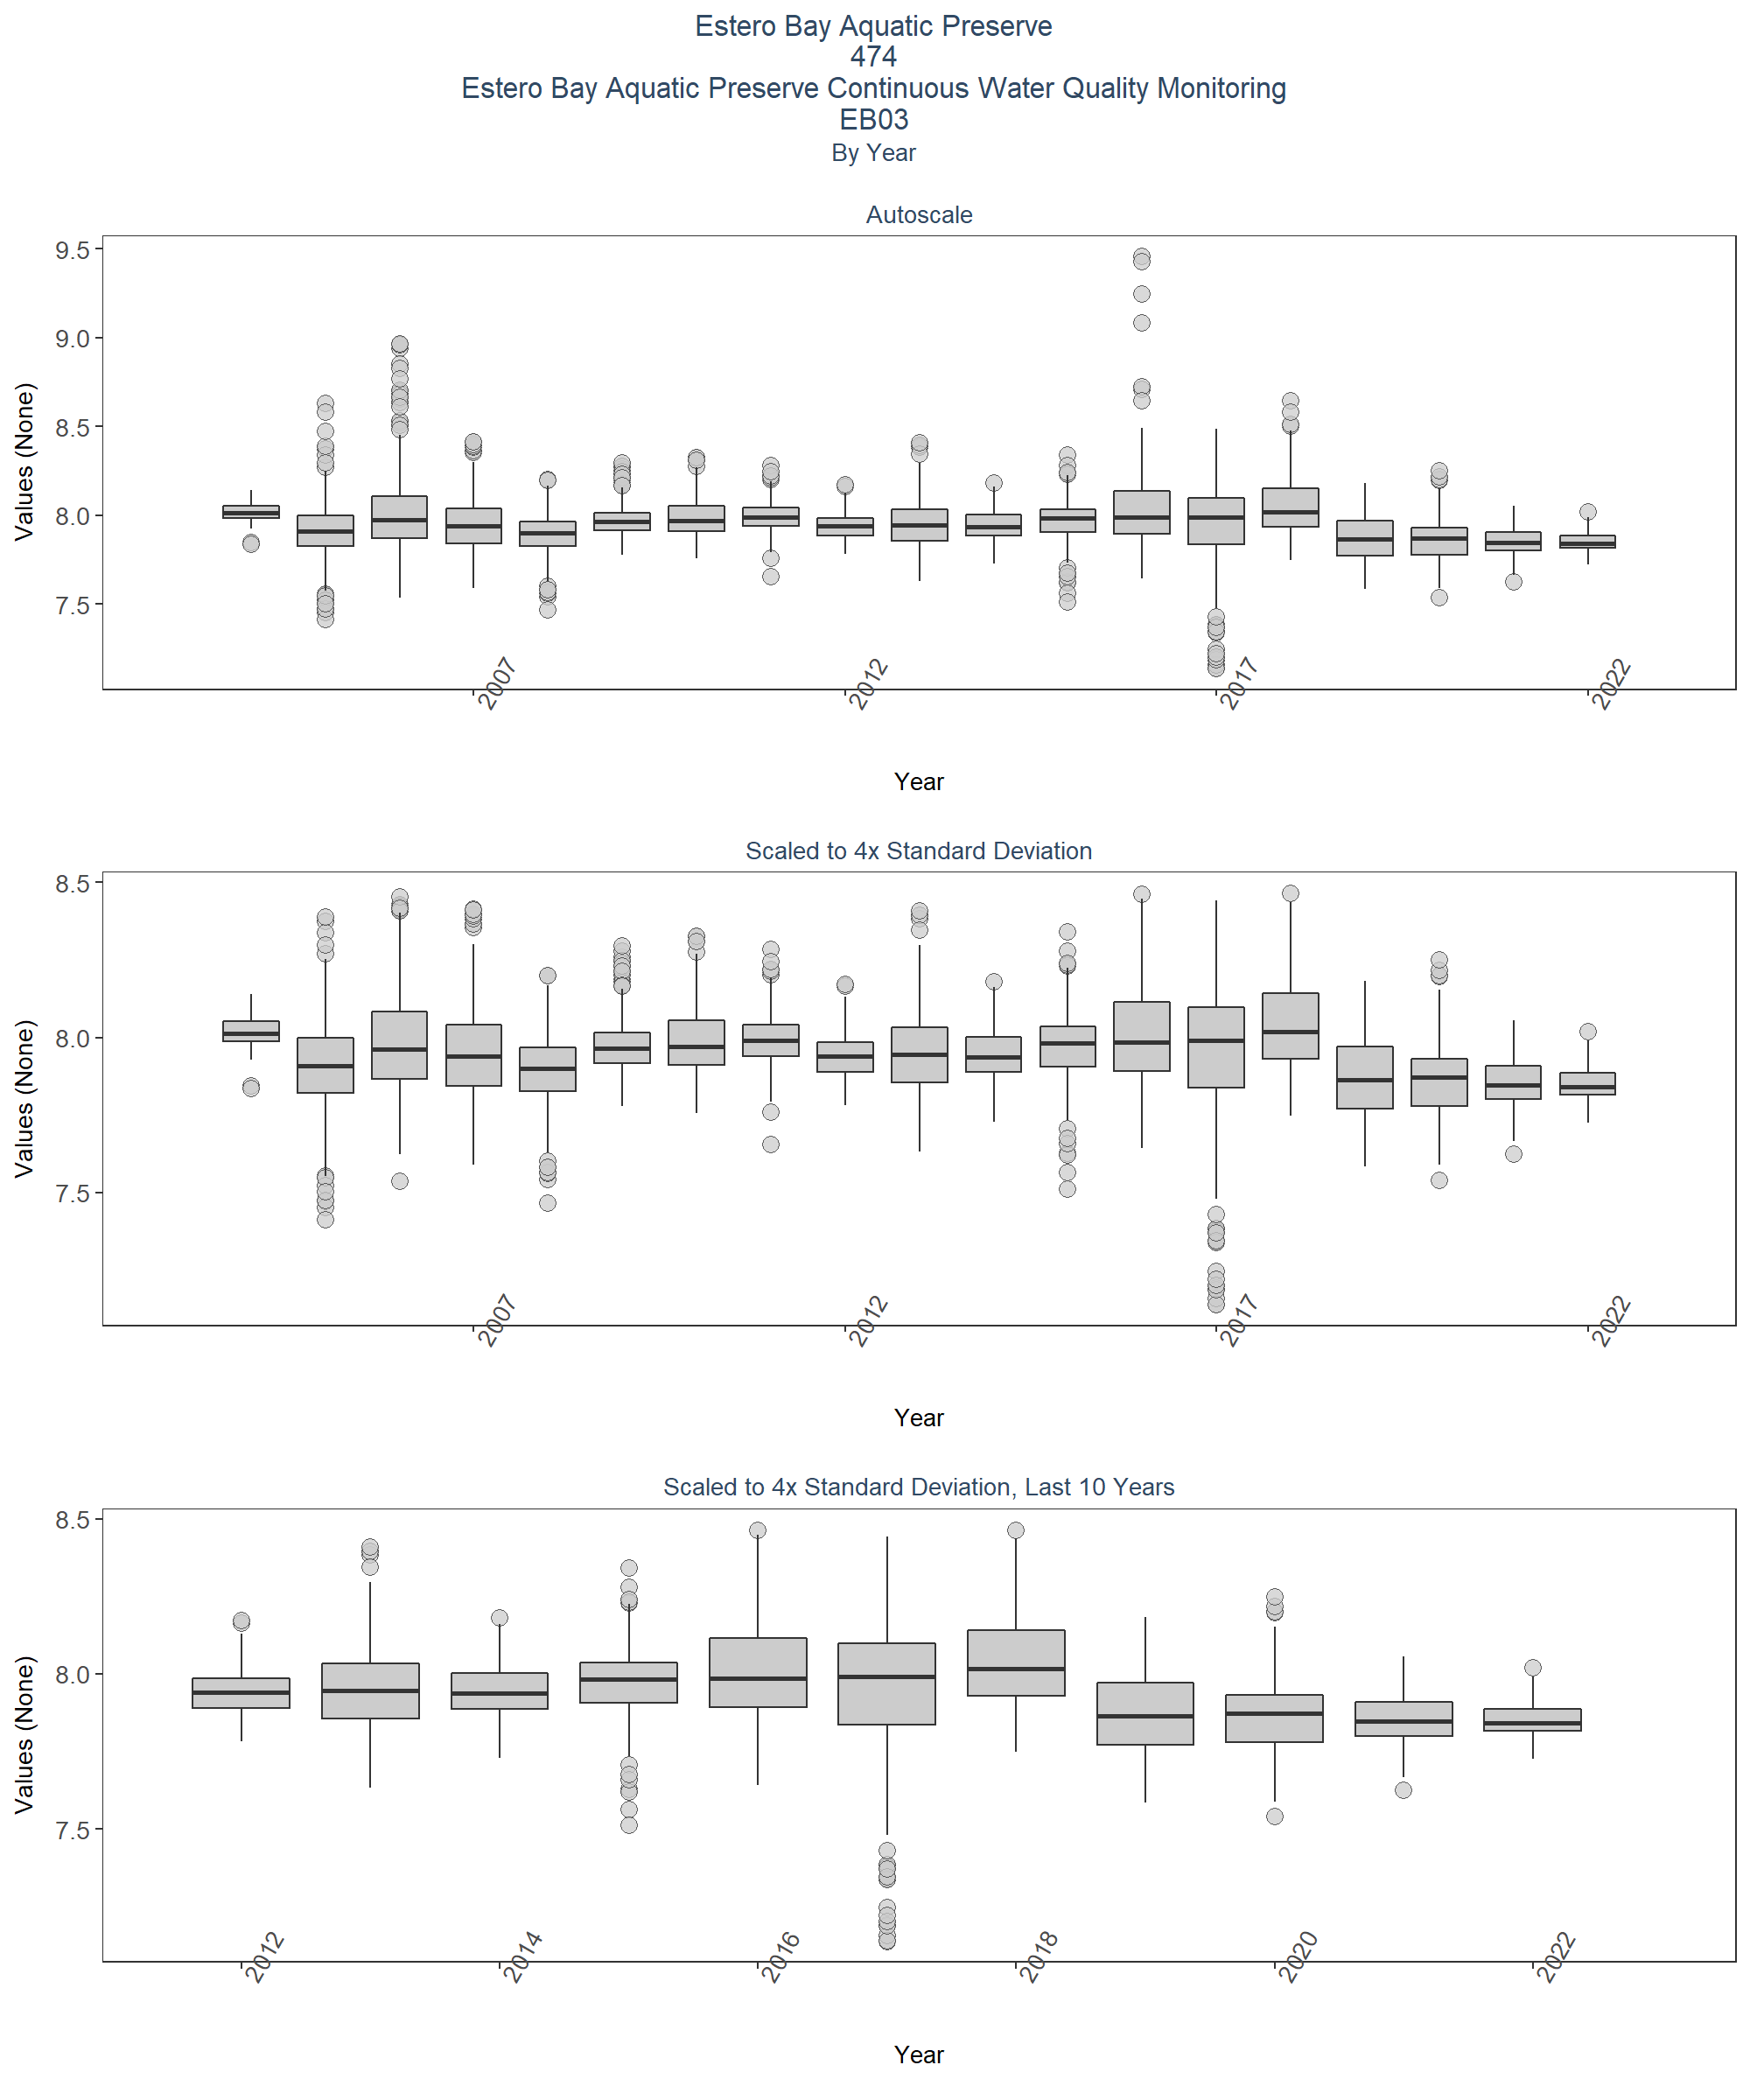 Estero Bay Aquatic Preserve
474
Estero Bay Aquatic Preserve Continuous Water Quality Monitoring
EB03
By Year
Autoscale
Values (None)
9.5
9.0
8.5
8.0
7.5
2007
2012
2017
2022
Year
Scaled to 4x Standard Deviation
Values (None)
8.5
8.0
7.5
2007
2012
2017
2022
Year
Scaled to 4x Standard Deviation, Last 10 Years
Values (None)
8.5
8.0
7.5
2012
2014
2016
2018
2020
2022
Year